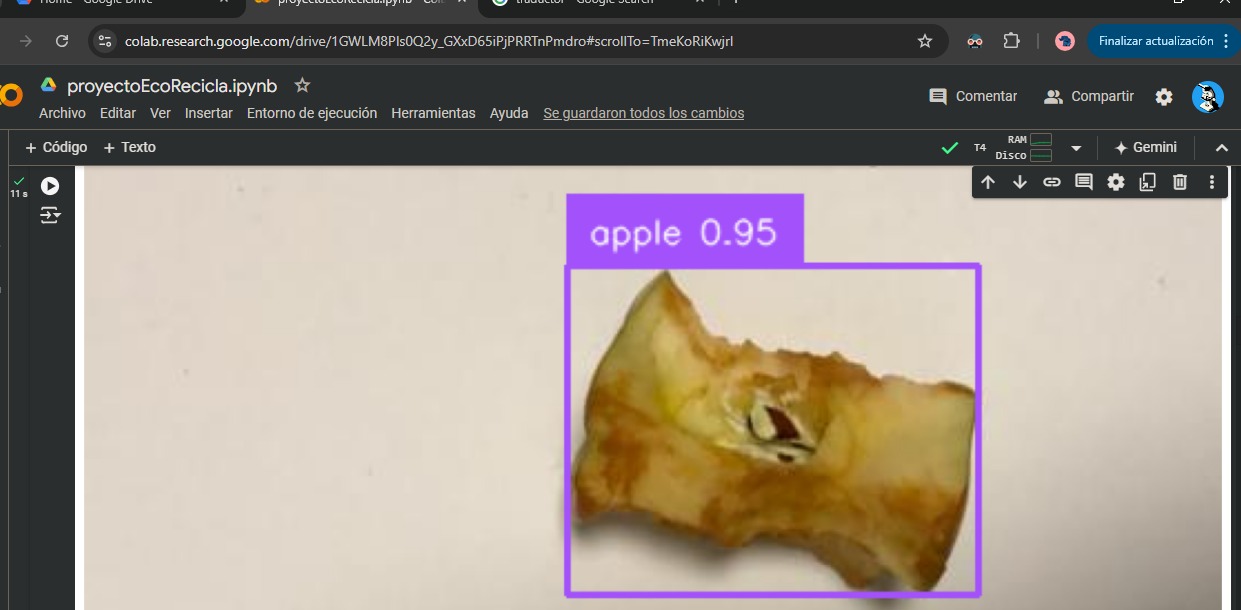 Home - Google Drive
proyectoEcoRecicla.ipynb - Col
traductor - Google Search
colab.research.google.com/drive/1GWLM8PIs0Q2y_GXxD65iPjPRRTnPmdro#scrollTo=TmeKoRiKwjrI
Finalizar actualización
proyectoEcoRecicla.ipynb
Archivo Editar Ver Insertar Entorno de ejecución Herramientas Ayuda Se guardaron todos los cambios
Comentar Compartir
+ Código + Texto
T4 RAM
Disco
Gemini
11 s
apple 0.95